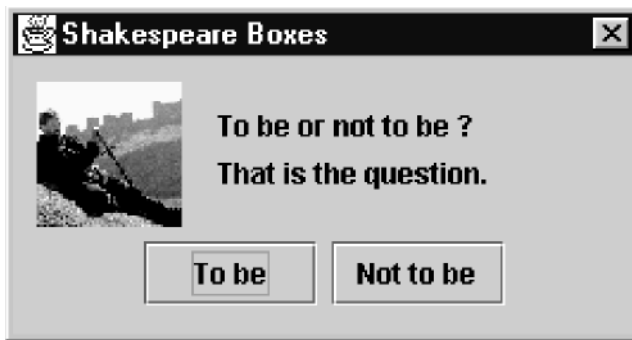 Shakespeare Boxes
To be or not to be ?
That is the question.
To be
Not to be